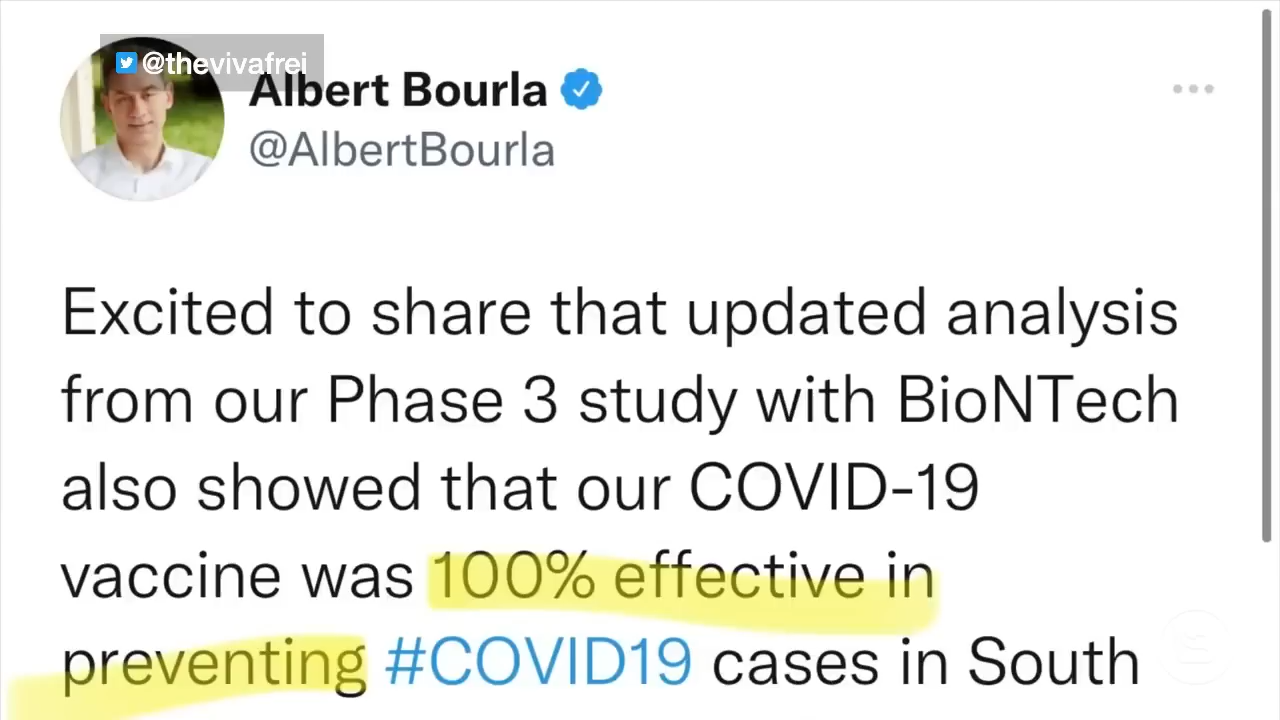 @thevivafrei
Albert Bourla
@AlbertBourla
Excited to share that updated analysis
from our Phase 3 study with BioNTech
also showed that our COVID-19
vaccine was 100% effective in
preventing #COVID19 cases in South